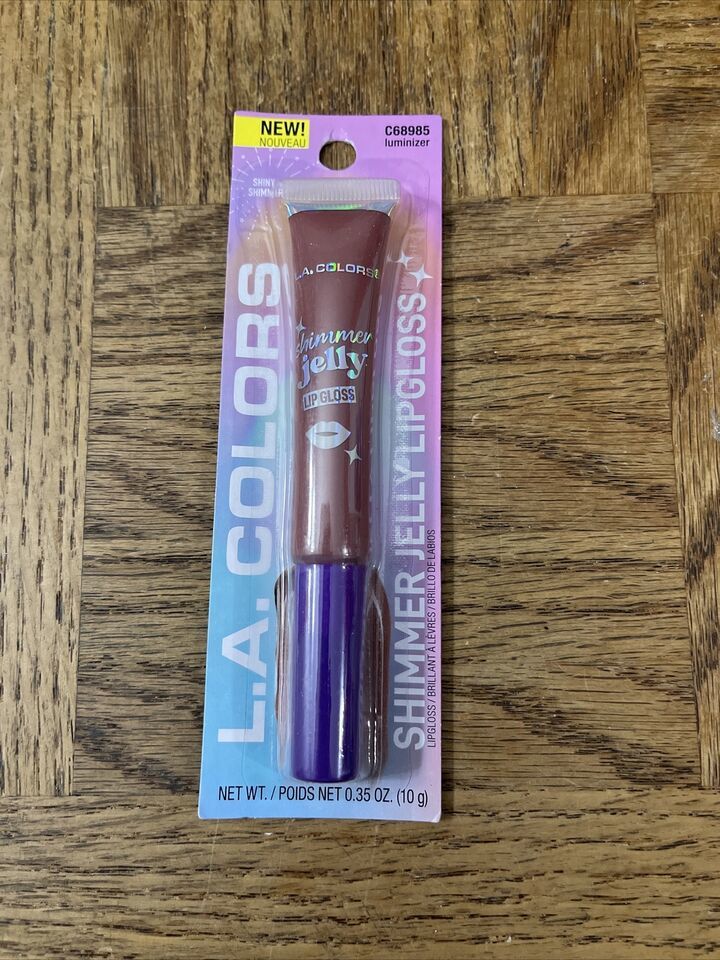 NEW!
NOUVEAU
C68985
luminizer
SHINY
SHIMMER
L.A. COLORS
L.A. COLORS
shimmer
jelly
LIP GLOSS
SHIMMER JELLY LIPGLOSS
LIPGLOSS / BRILLANT À LÈVRES / BRILLO DE LABIOS
NET WT. / POIDS NET 0.35 OZ. (10 g)